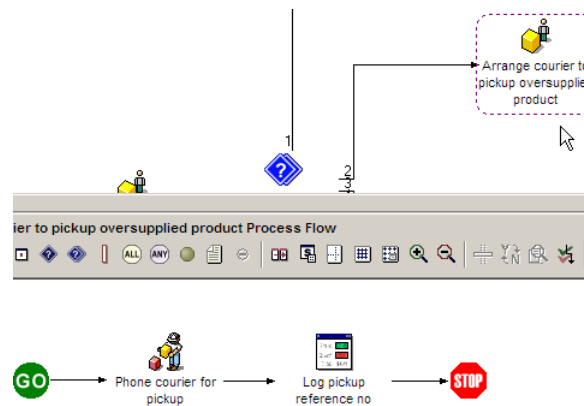 1
Arrange courier to
pickup oversupplie
product
2
3
ier to pickup oversupplied product Process Flow
ALL ANY
GO
Phone courier for
pickup
Log pickup
reference no
STOP